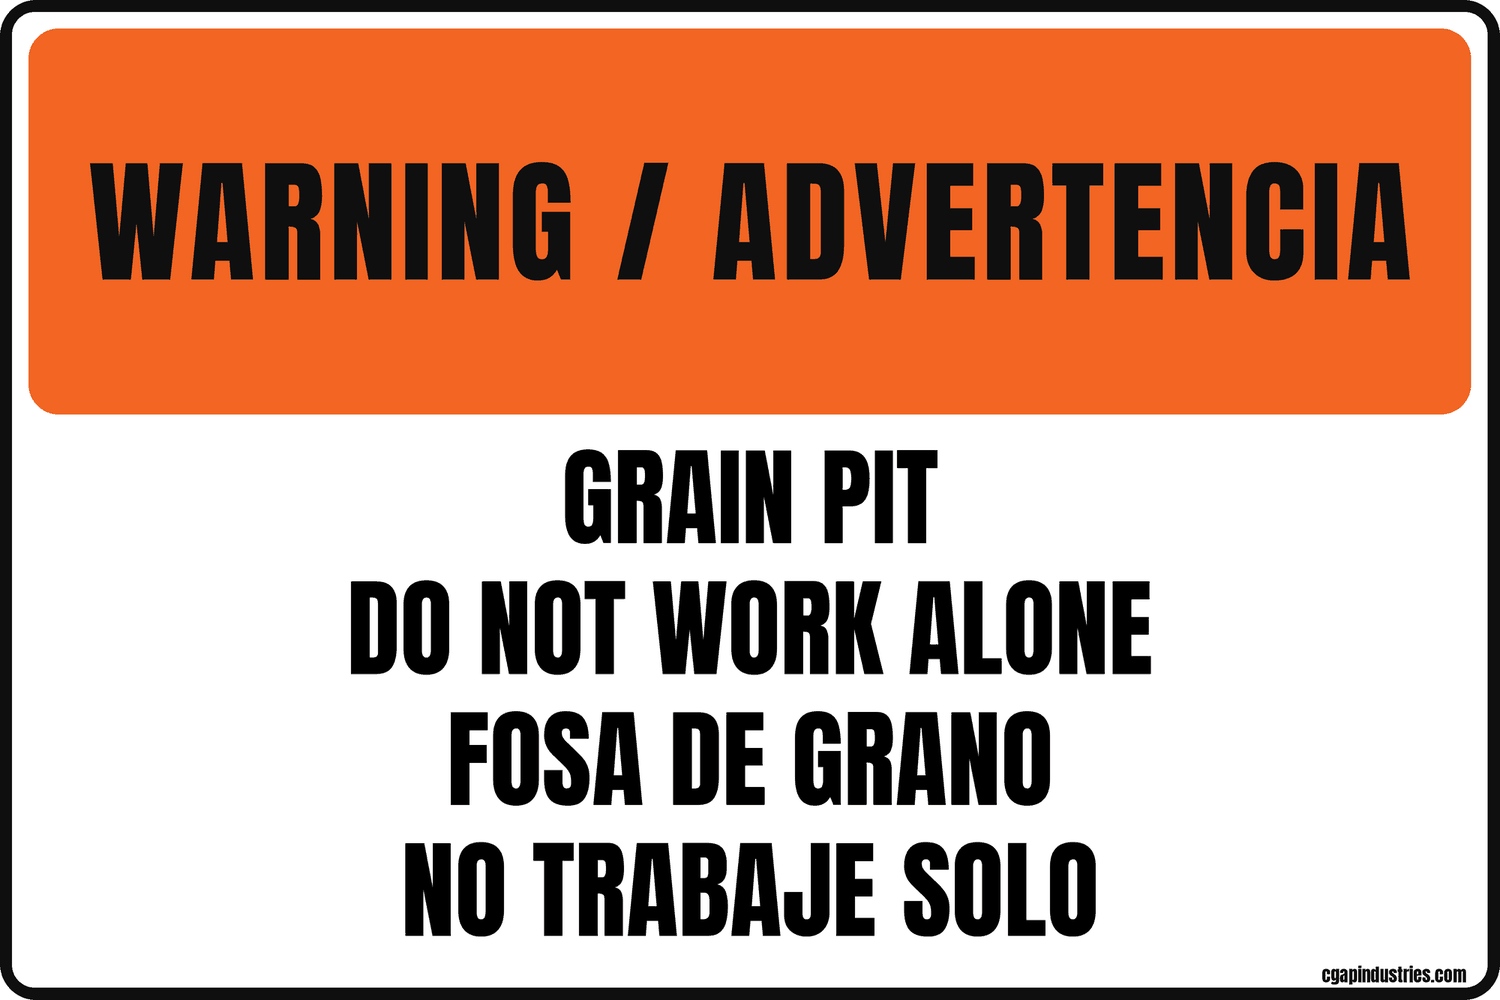 WARNING / ADVERTENCIA
GRAIN PIT
DO NOT WORK ALONE
FOSA DE GRANO
NO TRABAJE SOLO
cgapindustries.com